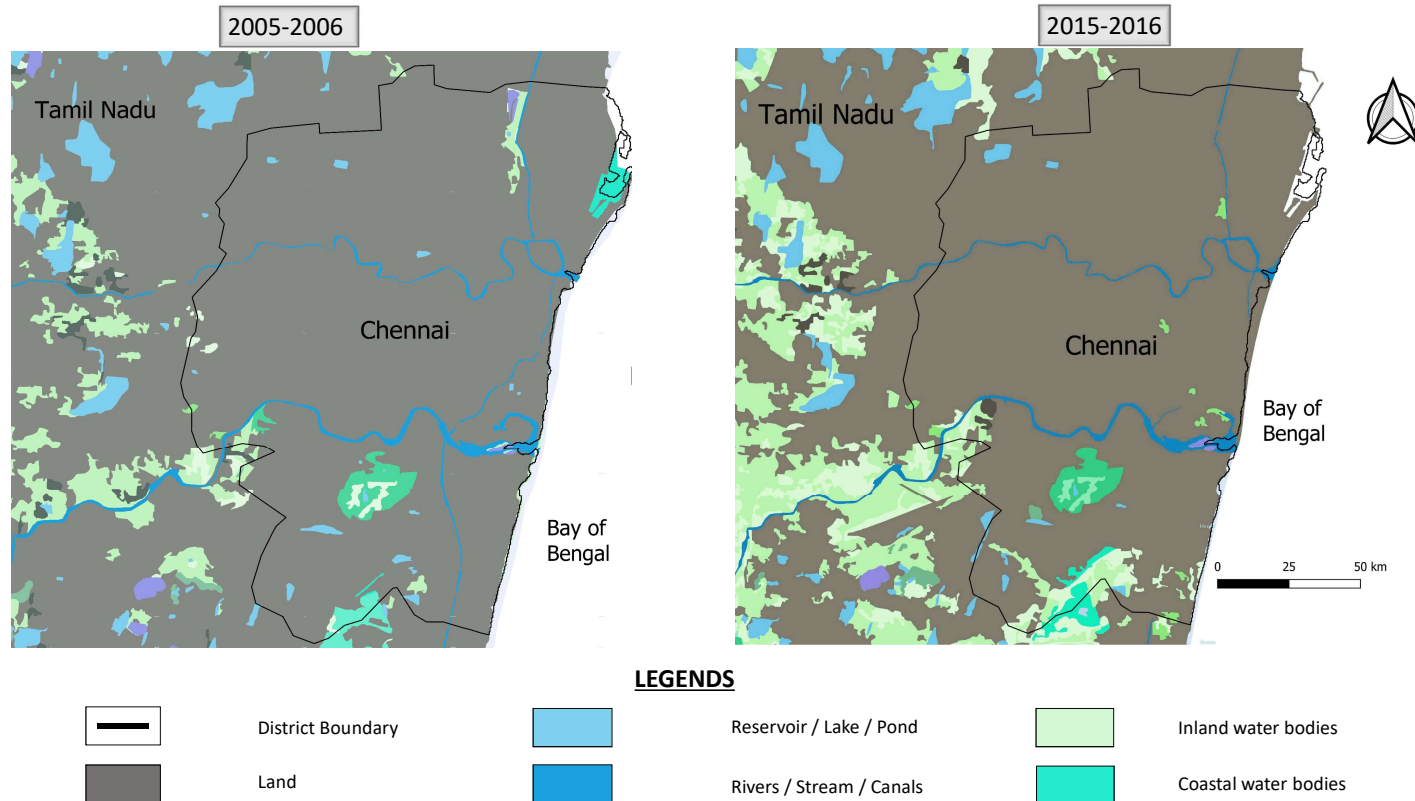 2005-2006
2015-2016
Tamil Nadu
Tamil Nadu
Chennai
Chennai
Bay of
Bengal
Bay of
Bengal
0 25 50 km
LEGENDS
District Boundary
Reservoir / Lake / Pond
Inland water bodies
Land
Rivers / Stream / Canals
Coastal water bodies